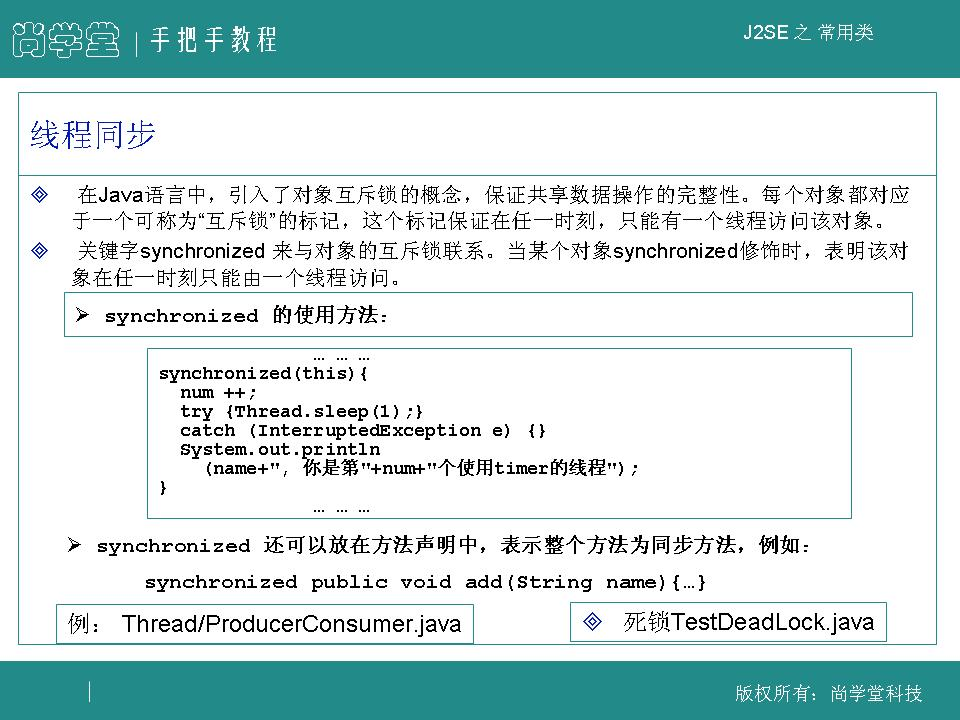 尚学堂 | 手把手教程
J2SE 之 常用类
线程同步
在Java语言中，引入了对象互斥锁的概念，保证共享数据操作的完整性。每个对象都对应
于一个可称为“互斥锁”的标记，这个标记保证在任一时刻，只能有一个线程访问该对象。
关键字synchronized 来与对象的互斥锁联系。当某个对象synchronized修饰时，表明该对
象在任一时刻只能由一个线程访问。
synchronized 的使用方法：
… … …
synchronized(this){
num ++;
try {Thread.sleep(1);}
catch (InterruptedException e) {}
System.out.println
(name+", 你是第"+num+"个使用timer的线程");
}
… … …
synchronized 还可以放在方法声明中，表示整个方法为同步方法，例如：
synchronized public void add(String name){…}
例： Thread/ProducerConsumer.java
死锁TestDeadLock.java
版权所有：尚学堂科技